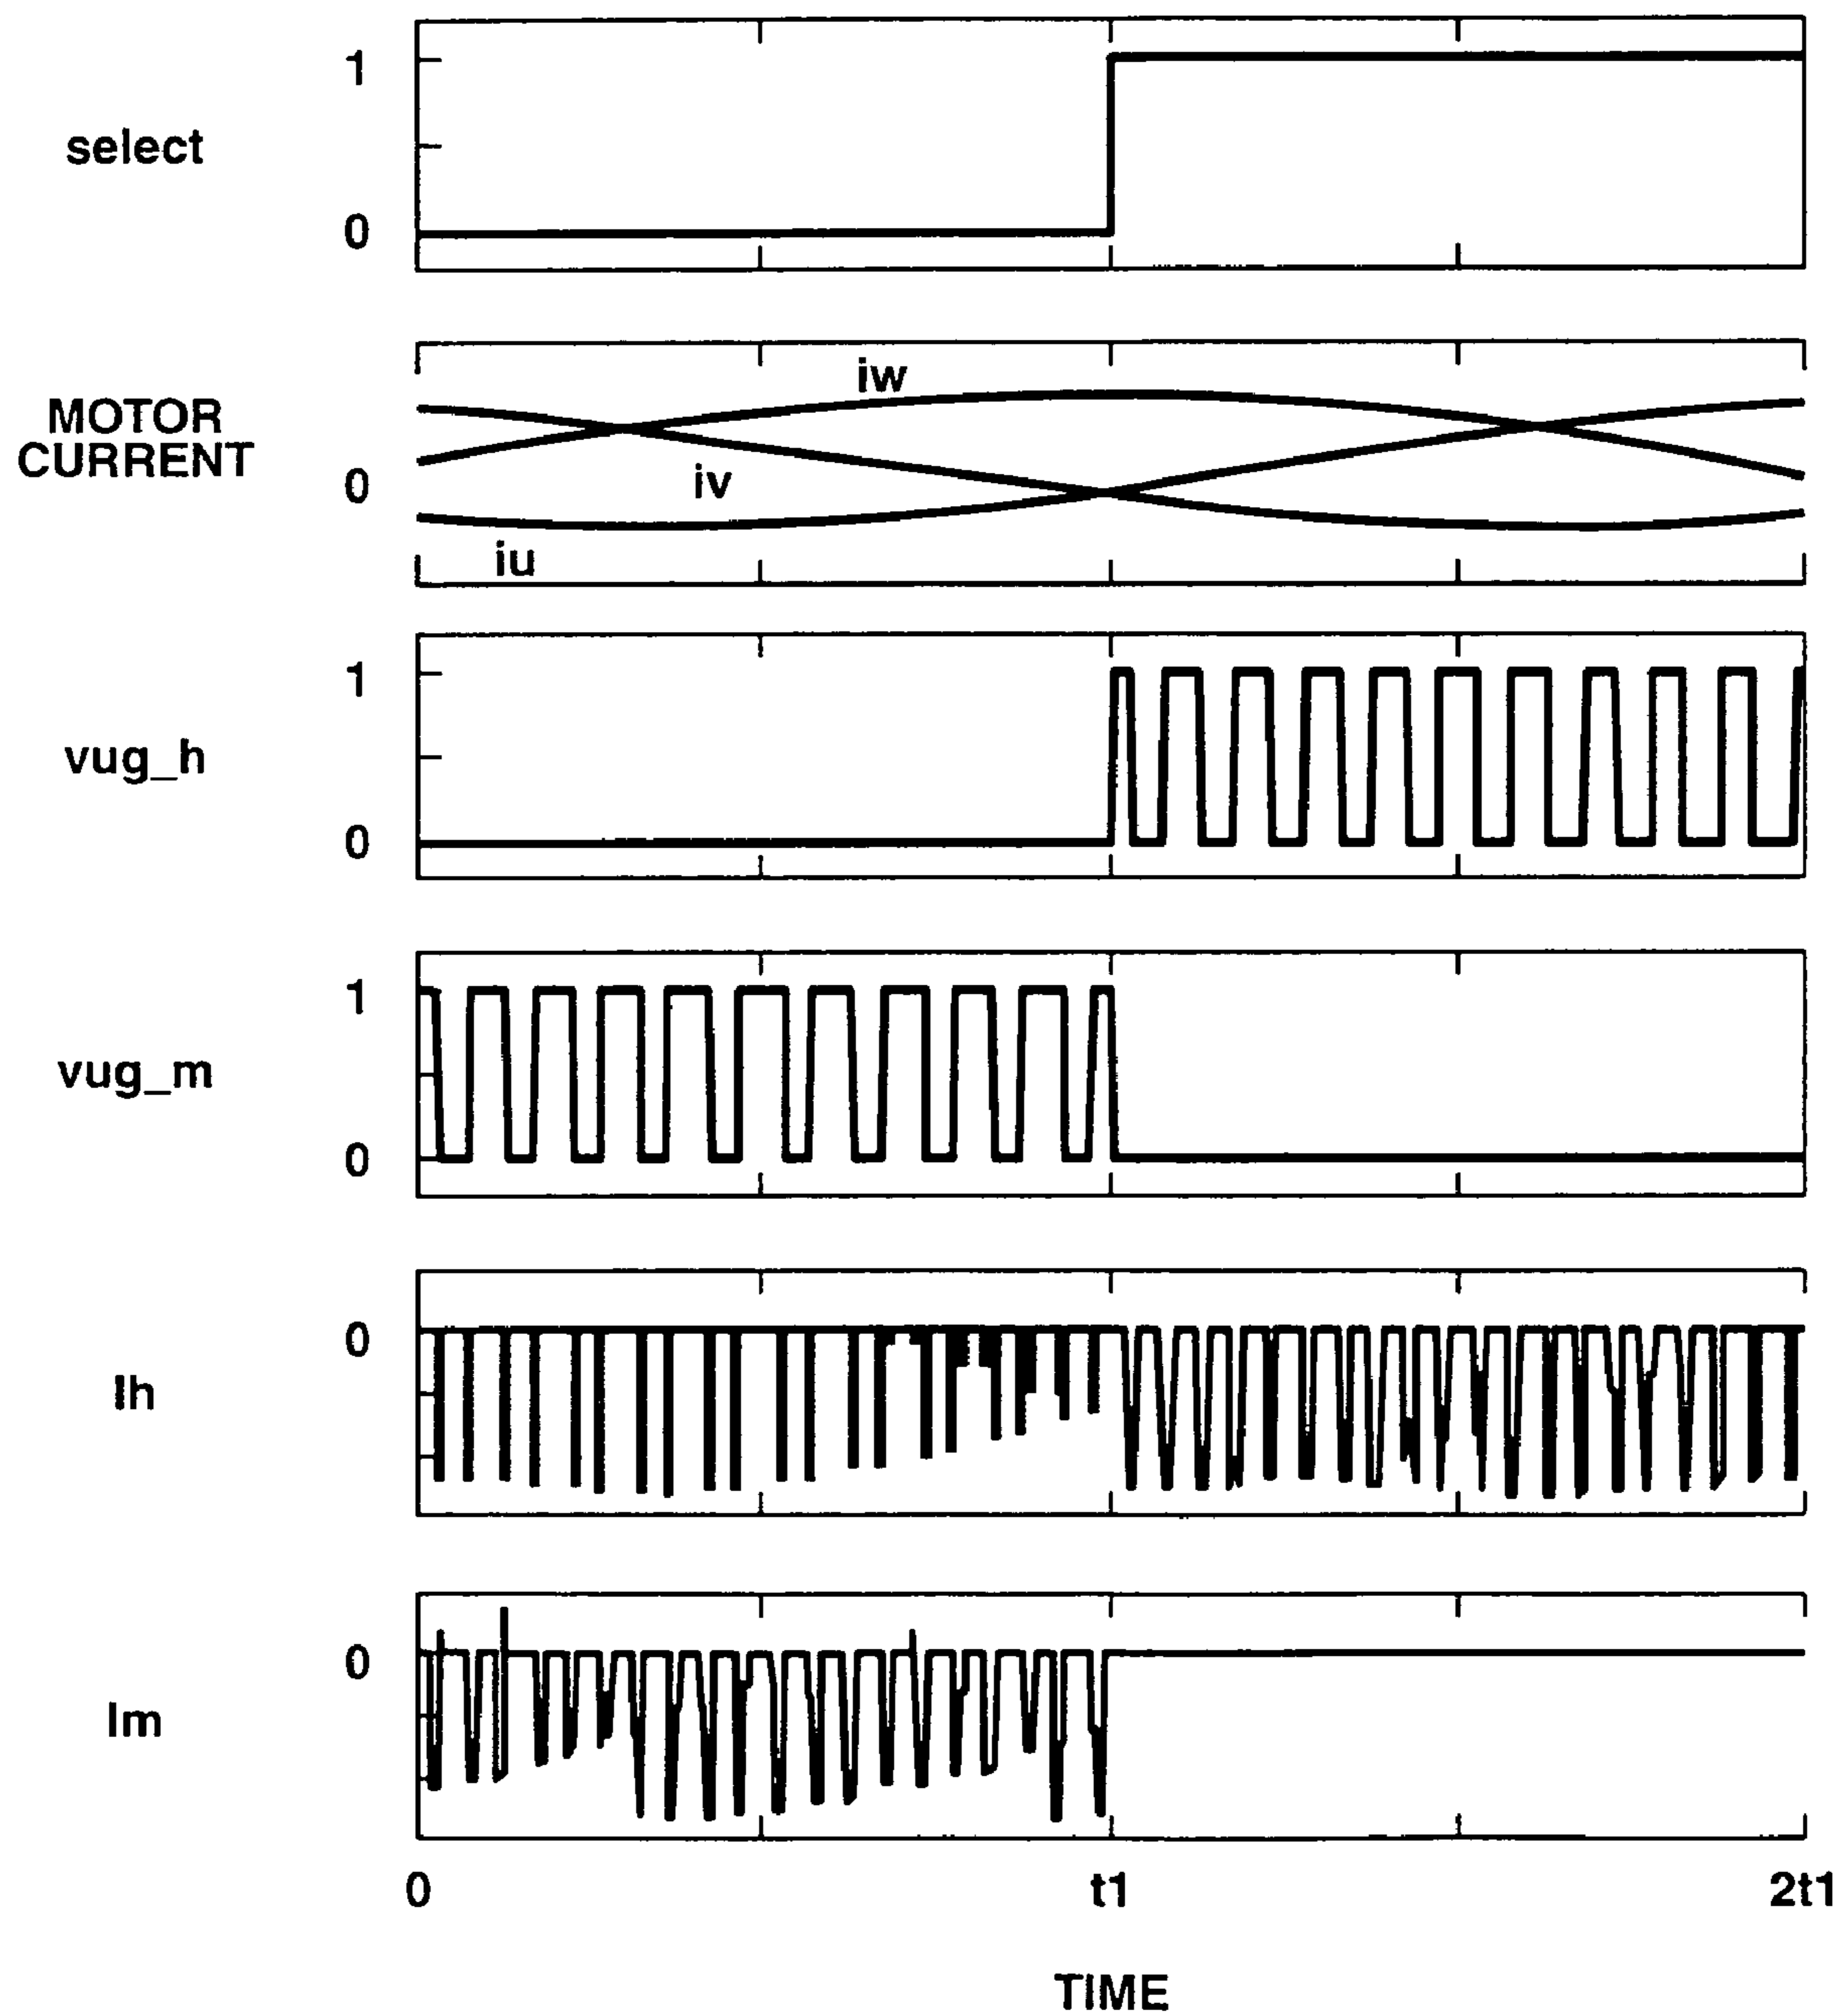 1
select
0
iw
MOTOR
CURRENT
0
iv
iu
1
vug_h
0
1
vug_m
0
0
Ih
0
Im
0 t1 2t1
TIME